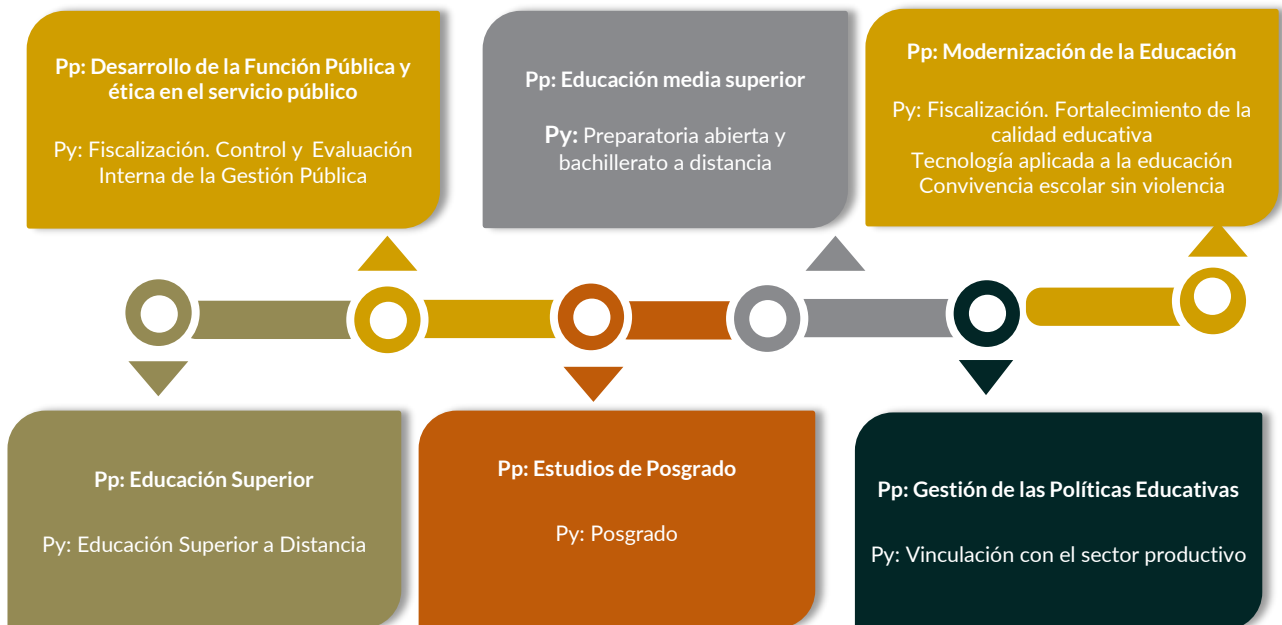 Pp: Desarrollo de la Función Pública y
ética en el servicio público
Py: Fiscalización. Control y Evaluación
Interna de la Gestión Pública
Pp: Educación media superior
Py: Preparatoria abierta y
bachillerato a distancia
Pp: Modernización de la Educación
Py: Fiscalización. Fortalecimiento de la
calidad educativa
Tecnología aplicada a la educación
Convivencia escolar sin violencia
Pp: Educación Superior
Py: Educación Superior a Distancia
Pp: Estudios de Posgrado
Py: Posgrado
Pp: Gestión de las Políticas Educativas
Py: Vinculación con el sector productivo